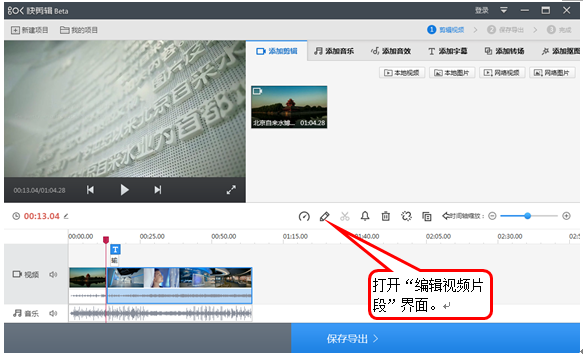 快剪辑 Beta 登录
新建项目 我的项目 1 剪辑视频 2 保存导出 3 完成
添加剪辑 添加音乐 添加音效 添加字幕 添加转场 添加抠图
本地视频 本地图片 网络视频 网络图片
北京自来水博... 01:04.28
00:13.04/01:04.28
00:13.04 时间轴缩放：
00:00.00 00:25.00 00:50.00 01:15.00 01:40.00 02:05.00 02:30.00 02:5
T
输
视频
打开“编辑视频片
段”界面。
音乐
保存导出